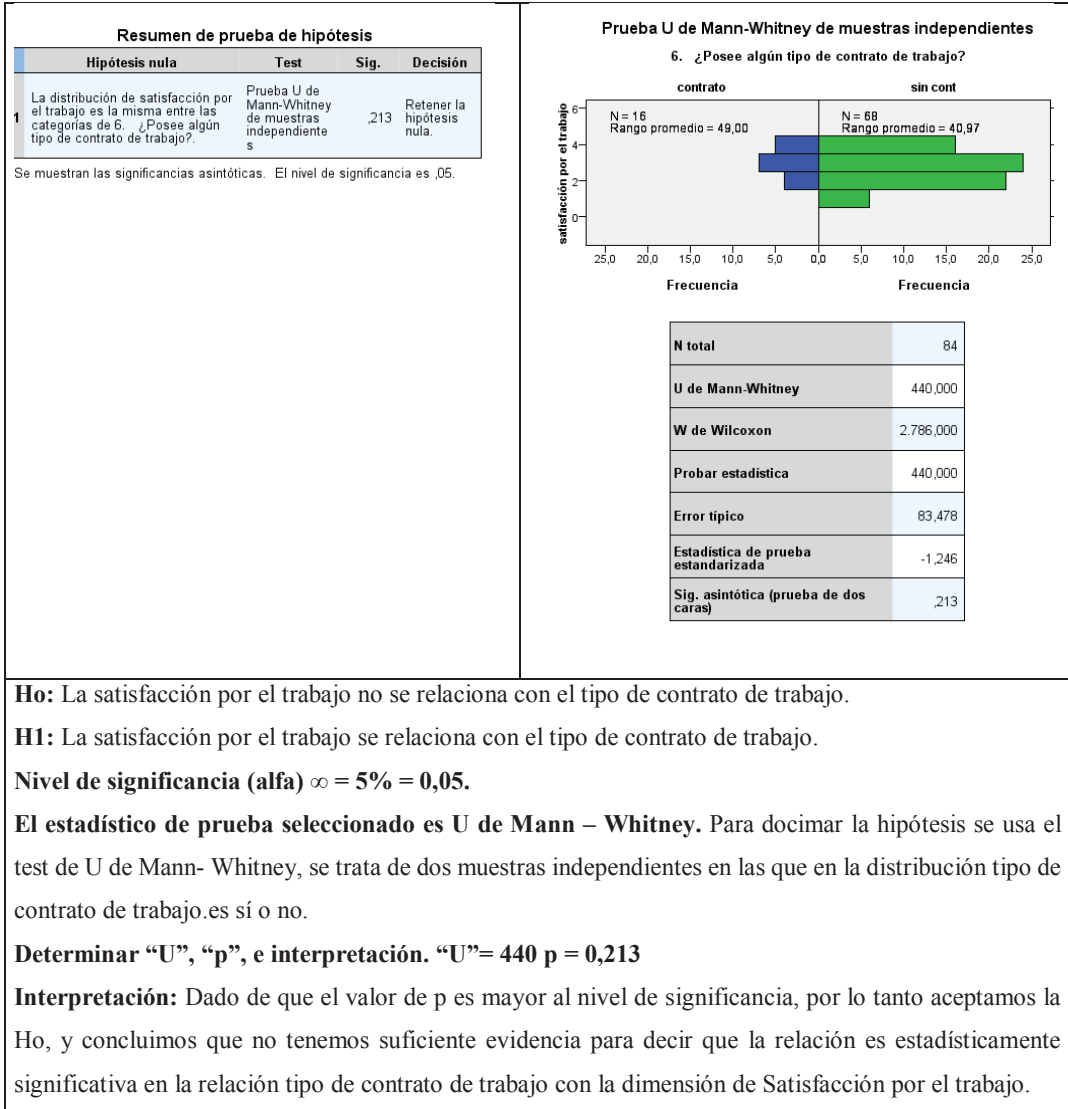 Resumen de prueba de hipótesis
Hipótesis nula Test Sig. Decisión
1 La distribución de satisfacción por el trabajo es la misma entre las categorías de 6. ¿Posee algún tipo de contrato de trabajo?. Prueba U de Mann-Whitney de muestras independientes ,213 Retener la hipótesis nula.
Se muestran las significancias asintóticas. El nivel de significancia es ,05.
Prueba U de Mann-Whitney de muestras independientes
6. ¿Posee algún tipo de contrato de trabajo?
contrato sin cont
N = 16 N = 68
Rango promedio = 49,00 Rango promedio = 40,97
satisfacción por el trabajo
6
4
2
0
25,0 20,0 15,0 10,0 5,0 0,0 5,0 10,0 15,0 20,0 25,0
Frecuencia Frecuencia
N total 84
U de Mann-Whitney 440,000
W de Wilcoxon 2.786,000
Probar estadística 440,000
Error típico 83,478
Estadística de prueba
estandarizada -1,246
Sig. asintótica (prueba de dos
caras) ,213
Ho: La satisfacción por el trabajo no se relaciona con el tipo de contrato de trabajo.
H1: La satisfacción por el trabajo se relaciona con el tipo de contrato de trabajo.
Nivel de significancia (alfa) ∞ = 5% = 0,05.
El estadístico de prueba seleccionado es U de Mann – Whitney. Para docimar la hipótesis se usa el
test de U de Mann- Whitney, se trata de dos muestras independientes en las que en la distribución tipo de
contrato de trabajo.es sí o no.
Determinar “U”, “p”, e interpretación. “U”= 440 p = 0,213
Interpretación: Dado de que el valor de p es mayor al nivel de significancia, por lo tanto aceptamos la
Ho, y concluimos que no tenemos suficiente evidencia para decir que la relación es estadísticamente
significativa en la relación tipo de contrato de trabajo con la dimensión de Satisfacción por el trabajo.